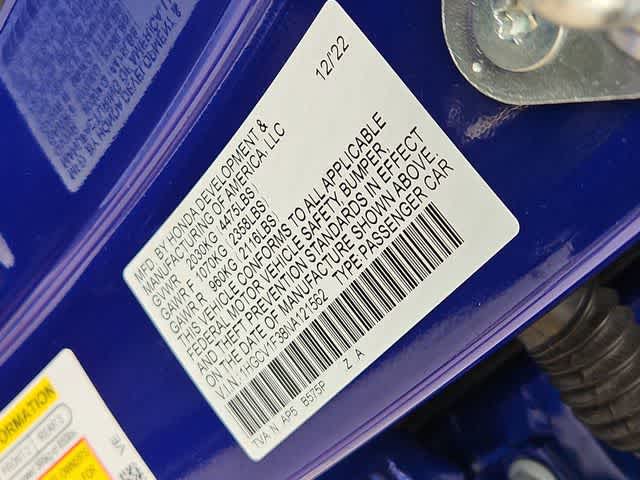 12/'22
MFD. BY HONDA DEVELOPMENT &
MANUFACTURING OF AMERICA, LLC
GVWR 2030KG 4475LBS
GAWR F 1070KG 2358LBS
GAWR R 960KG 2116LBS
THIS VEHICLE CONFORMS TO ALL APPLICABLE
FEDERAL MOTOR VEHICLE SAFETY, BUMPER,
AND THEFT PREVENTION STANDARDS IN EFFECT
ON THE DATE OF MANUFACTURE SHOWN ABOVE.
V.I.N.: 1HGCV1F38NA121562 TYPE PASSENGER CAR
TVA N AP5 B575P Z A